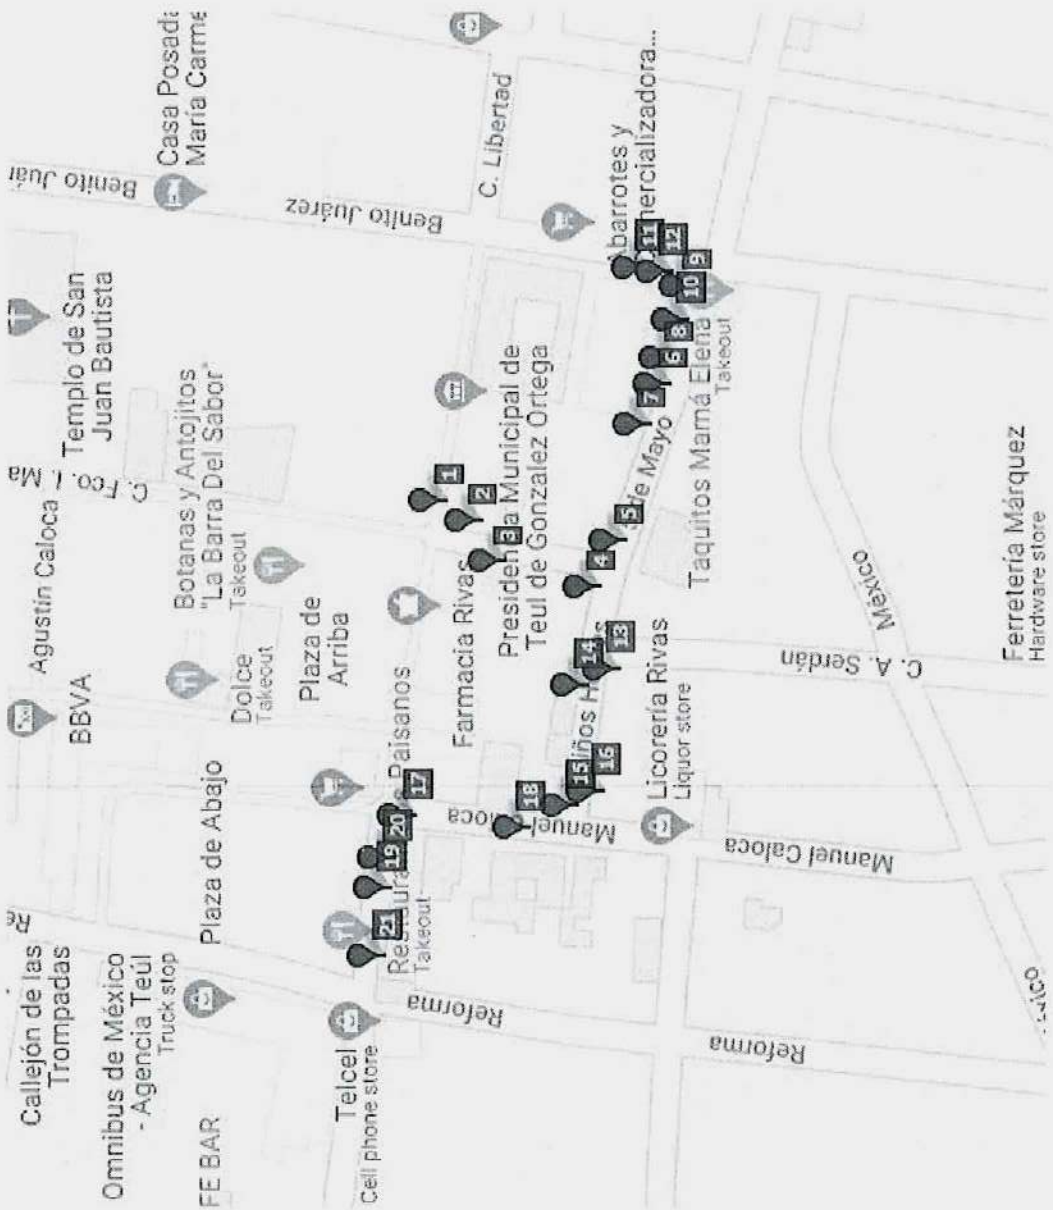 Callejón de las
Trompadas
Agustín Caloca
BBVA
C. Fco. I. Ma
Templo de San
Juan Bautista
Benito Juár
Benito Juárez
Benito Juárez
Casa Posada
María Carme
Omnibus de México
- Agencia Teúl
Truck stop
Plaza de Abajo
Dolce
Takeout
Botanas y Antojitos
"La Barra Del Sabor"
Takeout
FE BAR
Plaza de
Arriba
Telcel
Cell phone store
Takeout
Paisanos
Farmacia Rivas
Presidencia Municipal de
Teul de Gonzalez Ortega
C. Libertad
Abarrotes y
Reforma
Reforma
Manuel
Manuel Caloca
Licorería Rivas
Liquor store
de Mayo
Taquitos Mamá Elena
Takeout
C. A. Serdán
México
Ferretería Márquez
Hardware store
1
2
3
4
5
6
7
8
9
10
11
12
13
14
15
16
17
18
19
20
21